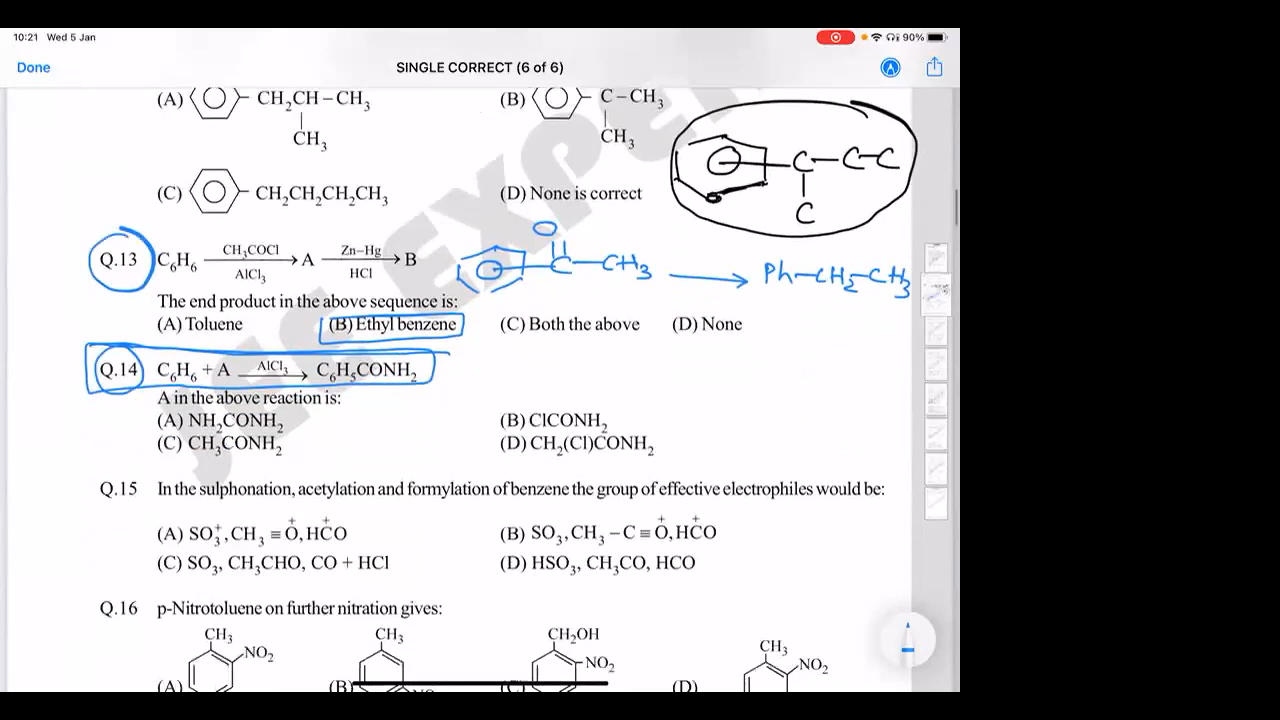 10:21 Wed 5 Jan 90%
Done SINGLE CORRECT (6 of 6)
(A) CH₂CH–CH₃ (B) C–CH₃
CH₃ CH₃
C–C–C
C
(C) CH₂CH₂CH₂CH₃ (D) None is correct
Q.13 C₆H₆ —CH₃COCl/AlCl₃→ A —Zn–Hg/HCl→ B
O
C–CH₃ → Ph–CH₂–CH₃
The end product in the above sequence is:
(A) Toluene (B) Ethyl benzene (C) Both the above (D) None
Q.14 C₆H₆ + A —AlCl₃→ C₆H₅CONH₂
A in the above reaction is:
(A) NH₂CONH₂ (B) ClCONH₂
(C) CH₃CONH₂ (D) CH₂(Cl)CONH₂
Q.15 In the sulphonation, acetylation and formylation of benzene the group of effective electrophiles would be:
(A) SO₃⁺, CH₃ ≡ O⁺, HC⁺O (B) SO₃, CH₃ – C ≡ O⁺, HC⁺O
(C) SO₃, CH₃CHO, CO + HCl (D) HSO₃, CH₃CO, HCO
Q.16 p-Nitrotoluene on further nitration gives:
CH₃ CH₃ CH₂OH CH₃
NO₂ NO₂ NO₂
(A) (B) (C) (D)
JEE EXPER